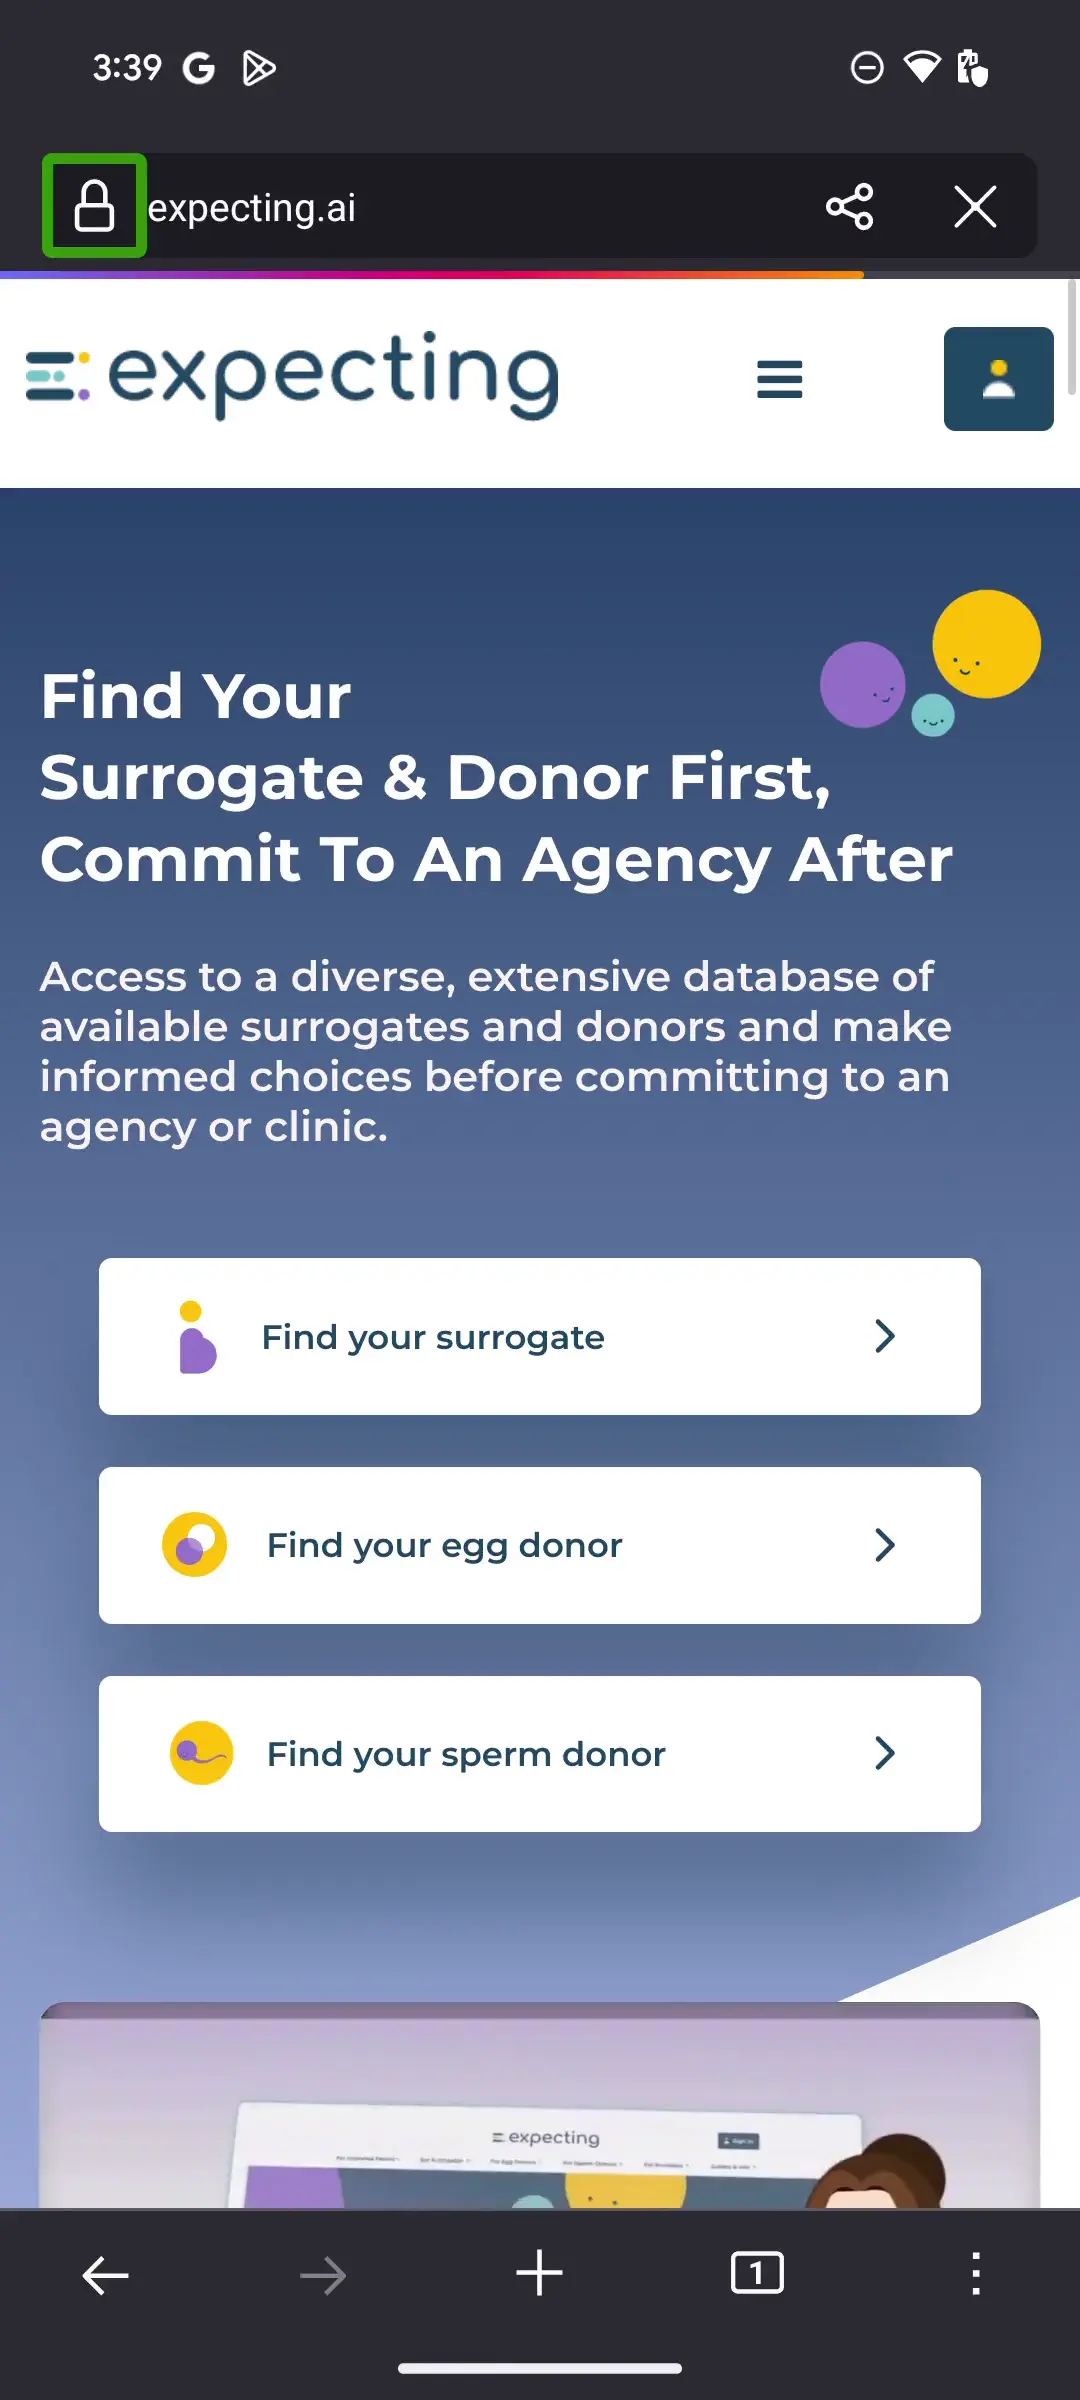 3:39
expecting.ai
expecting
Find Your
Surrogate & Donor First,
Commit To An Agency After
Access to a diverse, extensive database of
available surrogates and donors and make
informed choices before committing to an
agency or clinic.
Find your surrogate
Find your egg donor
Find your sperm donor
expecting
1